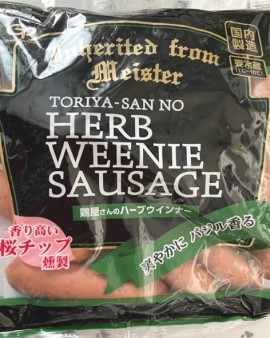 Inherited from
Meister
国内製造
要冷蔵
(1℃~10℃)
TORIYA-SAN NO
HERB
WEENIE
SAUSAGE
鶏屋さんのハーブウインナー
香り高い
桜チップ
燻製
爽やかに バジル香る